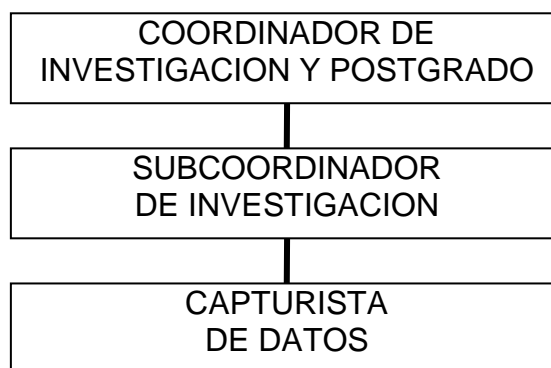 COORDINADOR DE
INVESTIGACION Y POSTGRADO
SUBCOORDINADOR
DE INVESTIGACION
CAPTURISTA
DE DATOS